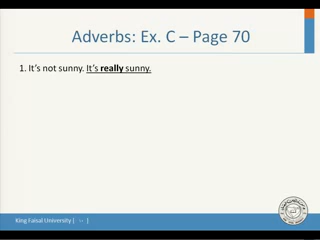 Adverbs: Ex. C – Page 70
1. It's not sunny. It's really sunny.
King Faisal University | |